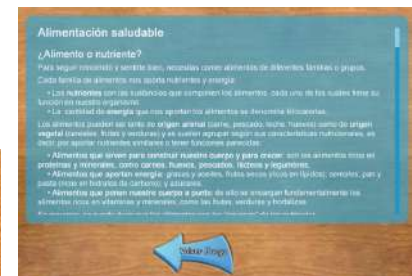 Alimentación saludable
¿Alimento o nutriente?
Para seguir creciendo y sentirte bien, necesitas comer alimentos de diferentes familias o grupos.
Cada familia de alimentos nos aporta nutrientes y energía:
• Los nutrientes son las sustancias que componen los alimentos, cada uno de los cuales tiene su
función en nuestro organismo.
• La cantidad de energía que nos aportan los alimentos se denomina kilocalorías.
Los alimentos pueden ser tanto de origen animal (carne, pescado, leche, huevos) como de origen
vegetal (cereales, frutas y verduras) y se suelen agrupar según sus características nutricionales, es
decir por aportar nutrientes similares o tener funciones parecidas:
• Alimentos que sirven para construir nuestro cuerpo y para crecer: son los alimentos ricos en
proteínas y minerales, como carnes, huevos, pescados, lácteos y legumbres.
• Alimentos que aportan energía: grasas y aceites, frutos secos (ricos en lípidos); cereales, pan y
pasta (ricos en hidratos de carbono); y azúcares.
• Alimentos que ponen nuestro cuerpo a punto: de ello se encargan fundamentalmente los
alimentos ricos en vitaminas y minerales, como las frutas, verduras y hortalizas.